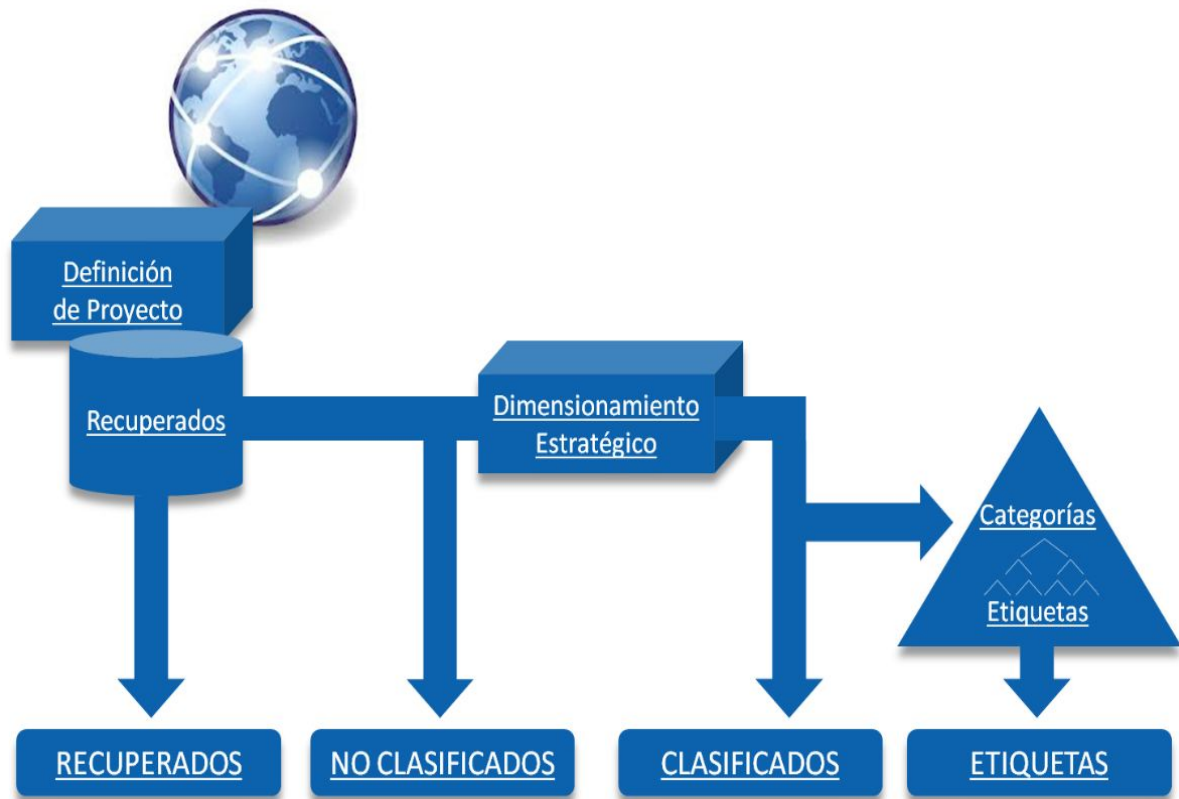 Definición
de Proyecto
Recuperados
Dimensionamiento
Estratégico
Categorías
Etiquetas
RECUPERADOS
NO CLASIFICADOS
CLASIFICADOS
ETIQUETAS